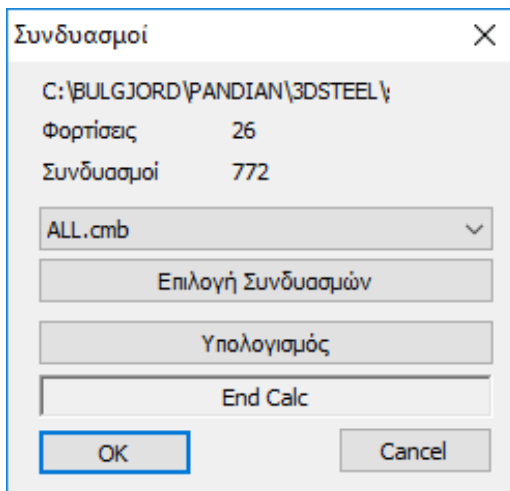 Συνδυασμοί
C:\BULGJORD\PANDIAN\3DSTEEL\
Φορτίσεις 26
Συνδυασμοί 772
ALL.cmb
Επιλογή Συνδυασμών
Υπολογισμός
End Calc
OK Cancel